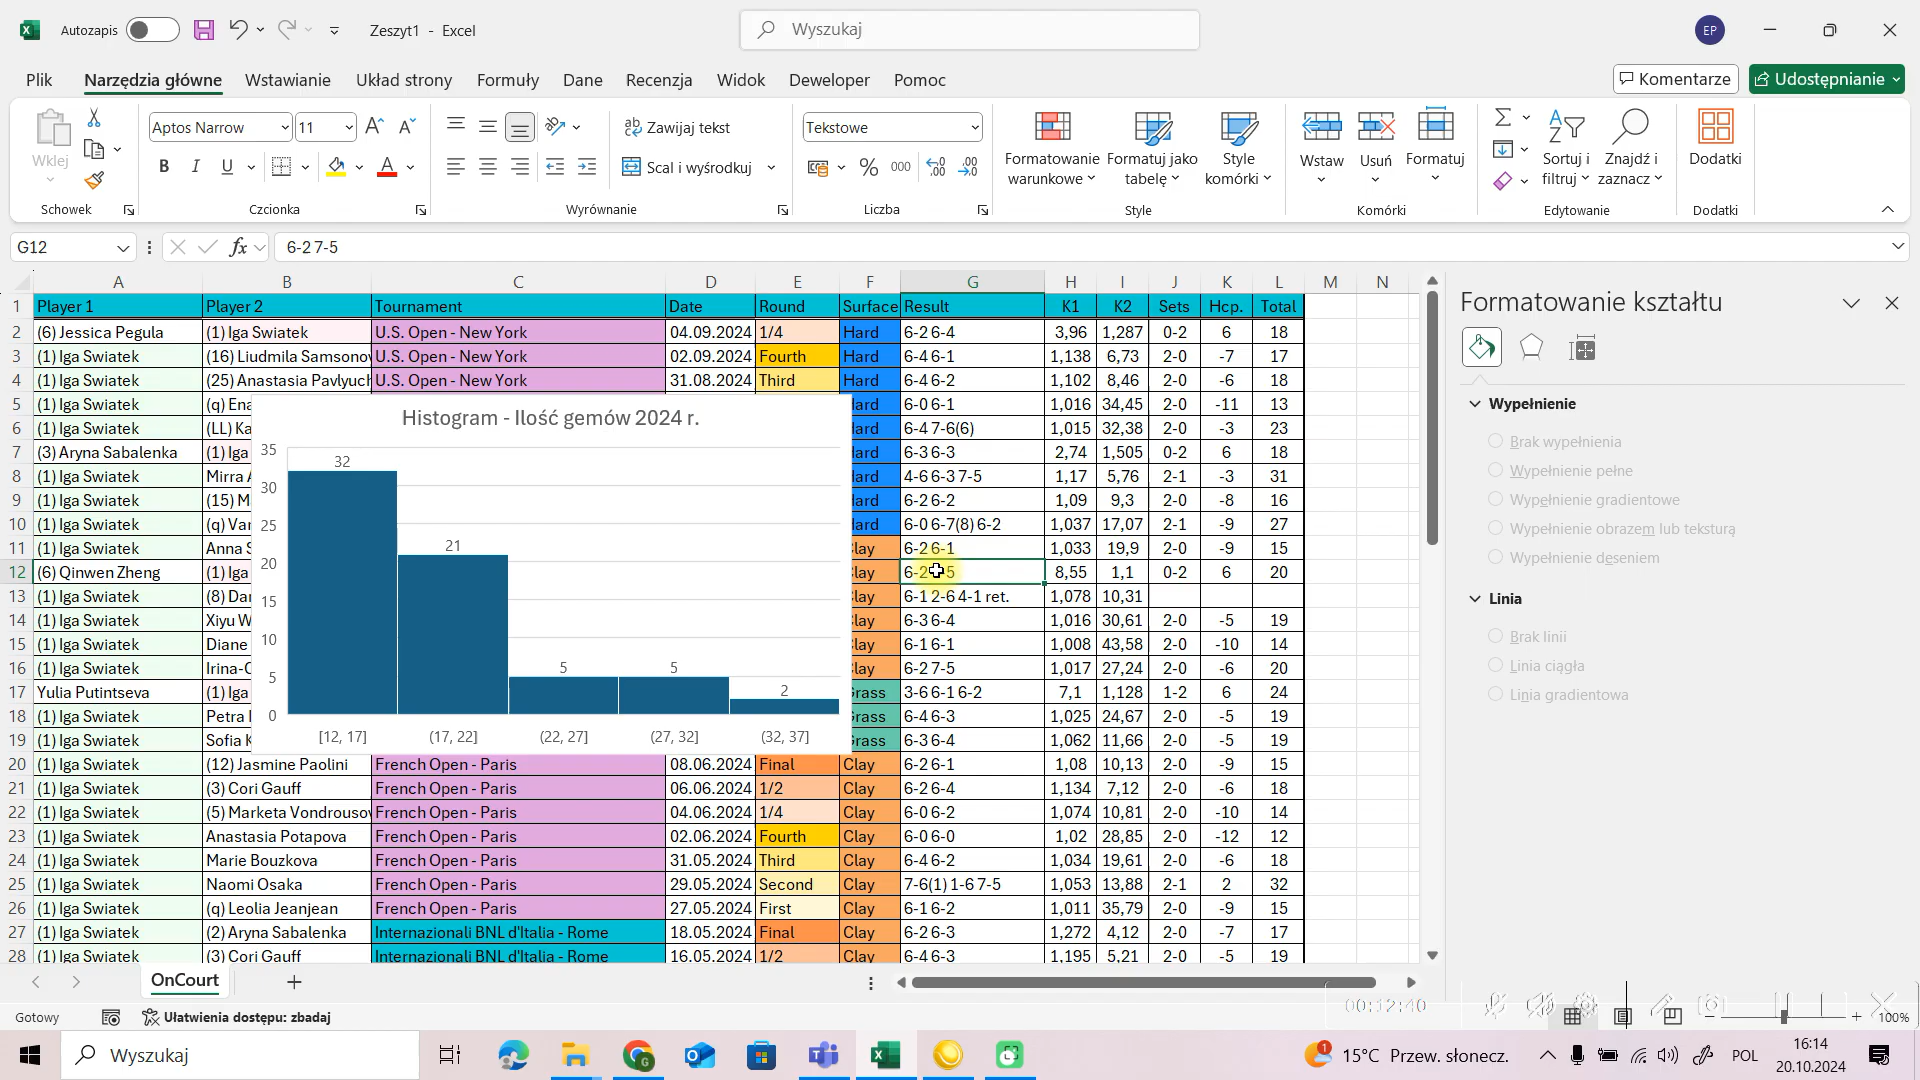 Autozapis
Zeszyt1 - Excel
Wyszukaj
EP
Plik
Narzędzia główne
Wstawianie
Układ strony
Formuły
Dane
Recenzja
Widok
Deweloper
Pomoc
Komentarze
Udostępnianie
Wklej
Schowek
Aptos Narrow
11
B I U
Czcionka
Zawijaj tekst
Scal i wyśrodkuj
Wyrównanie
Tekstowe
% 000
Liczba
Formatowanie warunkowe
Formatuj jako tabelę
Style komórki
Style
Wstaw
Usuń
Formatuj
Komórki
Sortuj i filtruj
Znajdź i zaznacz
Edytowanie
Dodatki
Dodatki
G12
fx
6-2 7-5
A B C D E F G H I J K L M N
1 Player 1 Player 2 Tournament Date Round Surface Result K1 K2 Sets Hcp. Total
2 (6) Jessica Pegula (1) Iga Swiatek U.S. Open - New York 04.09.2024 1/4 Hard 6-2 6-4 3,96 1,287 0-2 6 18
3 (1) Iga Swiatek (16) Liudmila Samsonov U.S. Open - New York 02.09.2024 Fourth Hard 6-4 6-1 1,138 6,73 2-0 -7 17
4 (1) Iga Swiatek (25) Anastasia Pavlyuch U.S. Open - New York 31.08.2024 Third Hard 6-4 6-2 1,102 8,46 2-0 -6 18
5 (1) Iga Swiatek (q) Ena ard 6-0 6-1 1,016 34,45 2-0 -11 13
6 (1) Iga Swiatek (LL) Ka ard 6-4 7-6(6) 1,015 32,38 2-0 -3 23
7 (3) Aryna Sabalenka (1) Iga ard 6-3 6-3 2,74 1,505 0-2 6 18
8 (1) Iga Swiatek Mirra A ard 4-6 6-3 7-5 1,17 5,76 2-1 -3 31
9 (1) Iga Swiatek (15) M ard 6-2 6-2 1,09 9,3 2-0 -8 16
10 (1) Iga Swiatek (q) Var ard 6-0 6-7(8) 6-2 1,037 17,07 2-1 -9 27
11 (1) Iga Swiatek Anna S lay 6-2 6-1 1,033 19,9 2-0 -9 15
12 (6) Qinwen Zheng (1) Iga lay 6-2 5 8,55 1,1 0-2 6 20
13 (1) Iga Swiatek (8) Dan lay 6-1 2-6 4-1 ret. 1,078 10,31
14 (1) Iga Swiatek Xiyu W lay 6-3 6-4 1,016 30,61 2-0 -5 19
15 (1) Iga Swiatek Diane lay 6-1 6-1 1,008 43,58 2-0 -10 14
16 (1) Iga Swiatek Irina-C lay 6-2 7-5 1,017 27,24 2-0 -6 20
17 Yulia Putintseva (1) Iga rass 3-6 6-1 6-2 7,1 1,128 1-2 6 24
18 (1) Iga Swiatek Petra rass 6-4 6-3 1,025 24,67 2-0 -5 19
19 (1) Iga Swiatek Sofia K rass 6-3 6-4 1,062 11,66 2-0 -5 19
20 (1) Iga Swiatek (12) Jasmine Paolini French Open - Paris 08.06.2024 Final Clay 6-2 6-1 1,08 10,13 2-0 -9 15
21 (1) Iga Swiatek (3) Cori Gauff French Open - Paris 06.06.2024 1/2 Clay 6-2 6-4 1,134 7,12 2-0 -6 18
22 (1) Iga Swiatek (5) Marketa Vondrousov French Open - Paris 04.06.2024 1/4 Clay 6-0 6-2 1,074 10,81 2-0 -10 14
23 (1) Iga Swiatek Anastasia Potapova French Open - Paris 02.06.2024 Fourth Clay 6-0 6-0 1,02 28,85 2-0 -12 12
24 (1) Iga Swiatek Marie Bouzkova French Open - Paris 31.05.2024 Third Clay 6-4 6-2 1,034 19,61 2-0 -6 18
25 (1) Iga Swiatek Naomi Osaka French Open - Paris 29.05.2024 Second Clay 7-6(1) 1-6 7-5 1,053 13,88 2-1 2 32
26 (1) Iga Swiatek (q) Leolia Jeanjean French Open - Paris 27.05.2024 First Clay 6-1 6-2 1,011 35,79 2-0 -9 15
27 (1) Iga Swiatek (2) Aryna Sabalenka Internazionali BNL d'Italia - Rome 18.05.2024 Final Clay 6-2 6-3 1,272 4,12 2-0 -7 17
28 (1) Iga Swiatek (3) Cori Gauff Internazionali BNL d'Italia - Rome 16.05.2024 1/2 Clay 6-4 6-3 1,195 5,21 2-0 -5 19
Histogram - Ilość gemów 2024 r.
35
30
25
20
15
10
5
0
32
21
5
5
2
[12, 17] (17, 22] (22, 27] (27, 32] (32, 37]
Formatowanie kształtu
Wypełnienie
Brak wypełnienia
Wypełnienie pełne
Wypełnienie gradientowe
Wypełnienie obrazem lub teksturą
Wypełnienie deseniem
Linia
Brak linii
Linia ciągła
Linia gradientowa
OnCourt
00:12:40
Gotowy
Ułatwienia dostępu: zbadaj
100%
Wyszukaj
1
15°C Przew. słonecz.
POL
16:14
20.10.2024